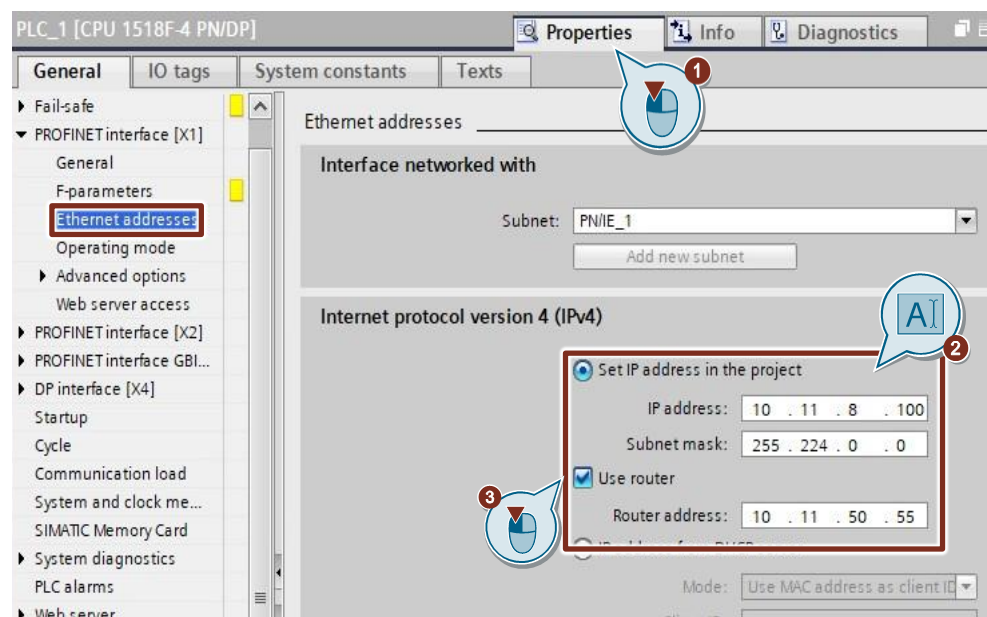 PLC_1 [CPU 1518F-4 PN/DP]
Properties
Info
Diagnostics
General
IO tags
System constants
Texts
1
Fail-safe
PROFINET interface [X1]
General
F-parameters
Ethernet addresses
Operating mode
Advanced options
Web server access
PROFINET interface [X2]
PROFINET interface GBI...
DP interface [X4]
Startup
Cycle
Communication load
System and clock me...
SIMATIC Memory Card
System diagnostics
PLC alarms
Web server
Ethernet addresses
Interface networked with
Subnet: PN/IE_1
Add new subnet
Internet protocol version 4 (IPv4)
A
2
Set IP address in the project
IP address: 10 . 11 . 8 . 100
Subnet mask: 255 . 224 . 0 . 0
Use router
3
Router address: 10 . 11 . 50 . 55
Mode: Use MAC address as client ID